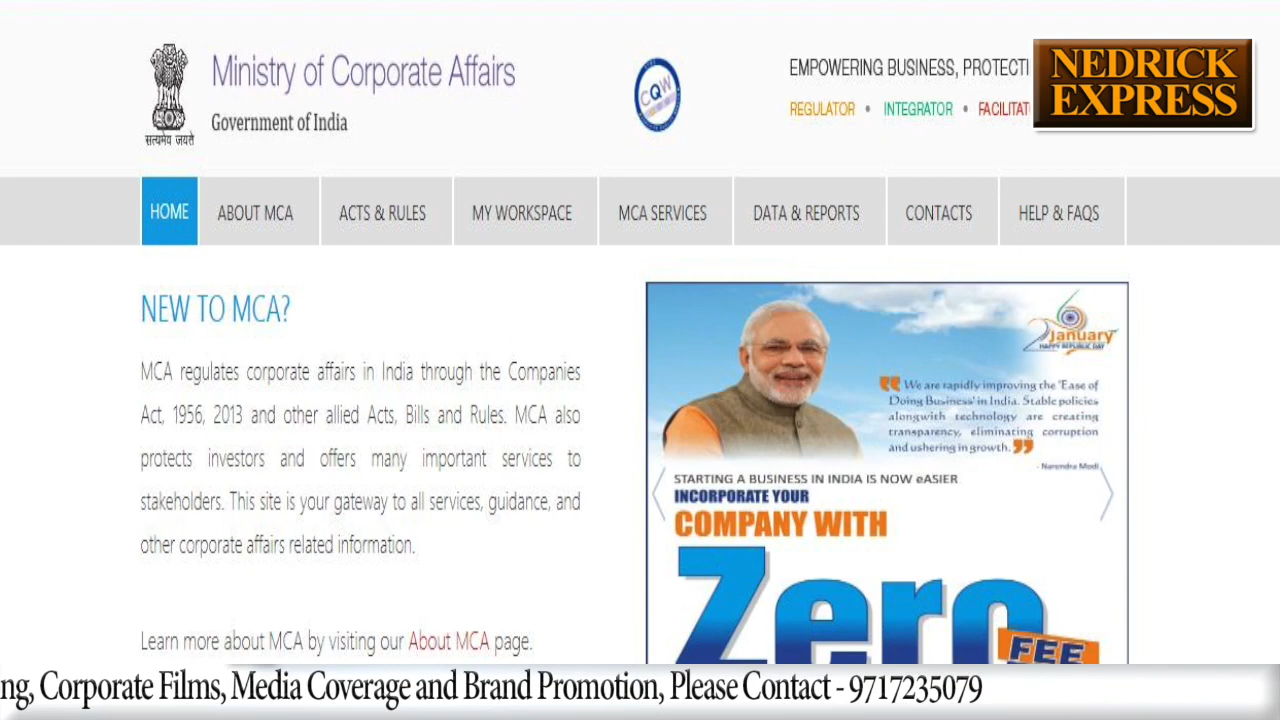 Ministry of Corporate Affairs
Government of India
सत्यमेव जयते
CQW
EMPOWERING BUSINESS, PROTECTI
REGULATOR • INTEGRATOR • FACILITAT
NEDRICK
EXPRESS
HOME ABOUT MCA ACTS & RULES MY WORKSPACE MCA SERVICES DATA & REPORTS CONTACTS HELP & FAQS
NEW TO MCA?
MCA regulates corporate affairs in India through the Companies
Act, 1956, 2013 and other allied Acts, Bills and Rules. MCA also
protects investors and offers many important services to
stakeholders. This site is your gateway to all services, guidance, and
other corporate affairs related information.
Learn more about MCA by visiting our About MCA page.
26 January
HAPPY REPUBLIC DAY
We are rapidly improving the 'Ease of
Doing Business' in India. Stable policies
alongwith technology are creating
transparency, eliminating corruption
and ushering in growth.
- Narendra Modi
STARTING A BUSINESS IN INDIA IS NOW eASIER
INCORPORATE YOUR
COMPANY WITH
Zero
FEE
ng, Corporate Films, Media Coverage and Brand Promotion, Please Contact - 9717235079